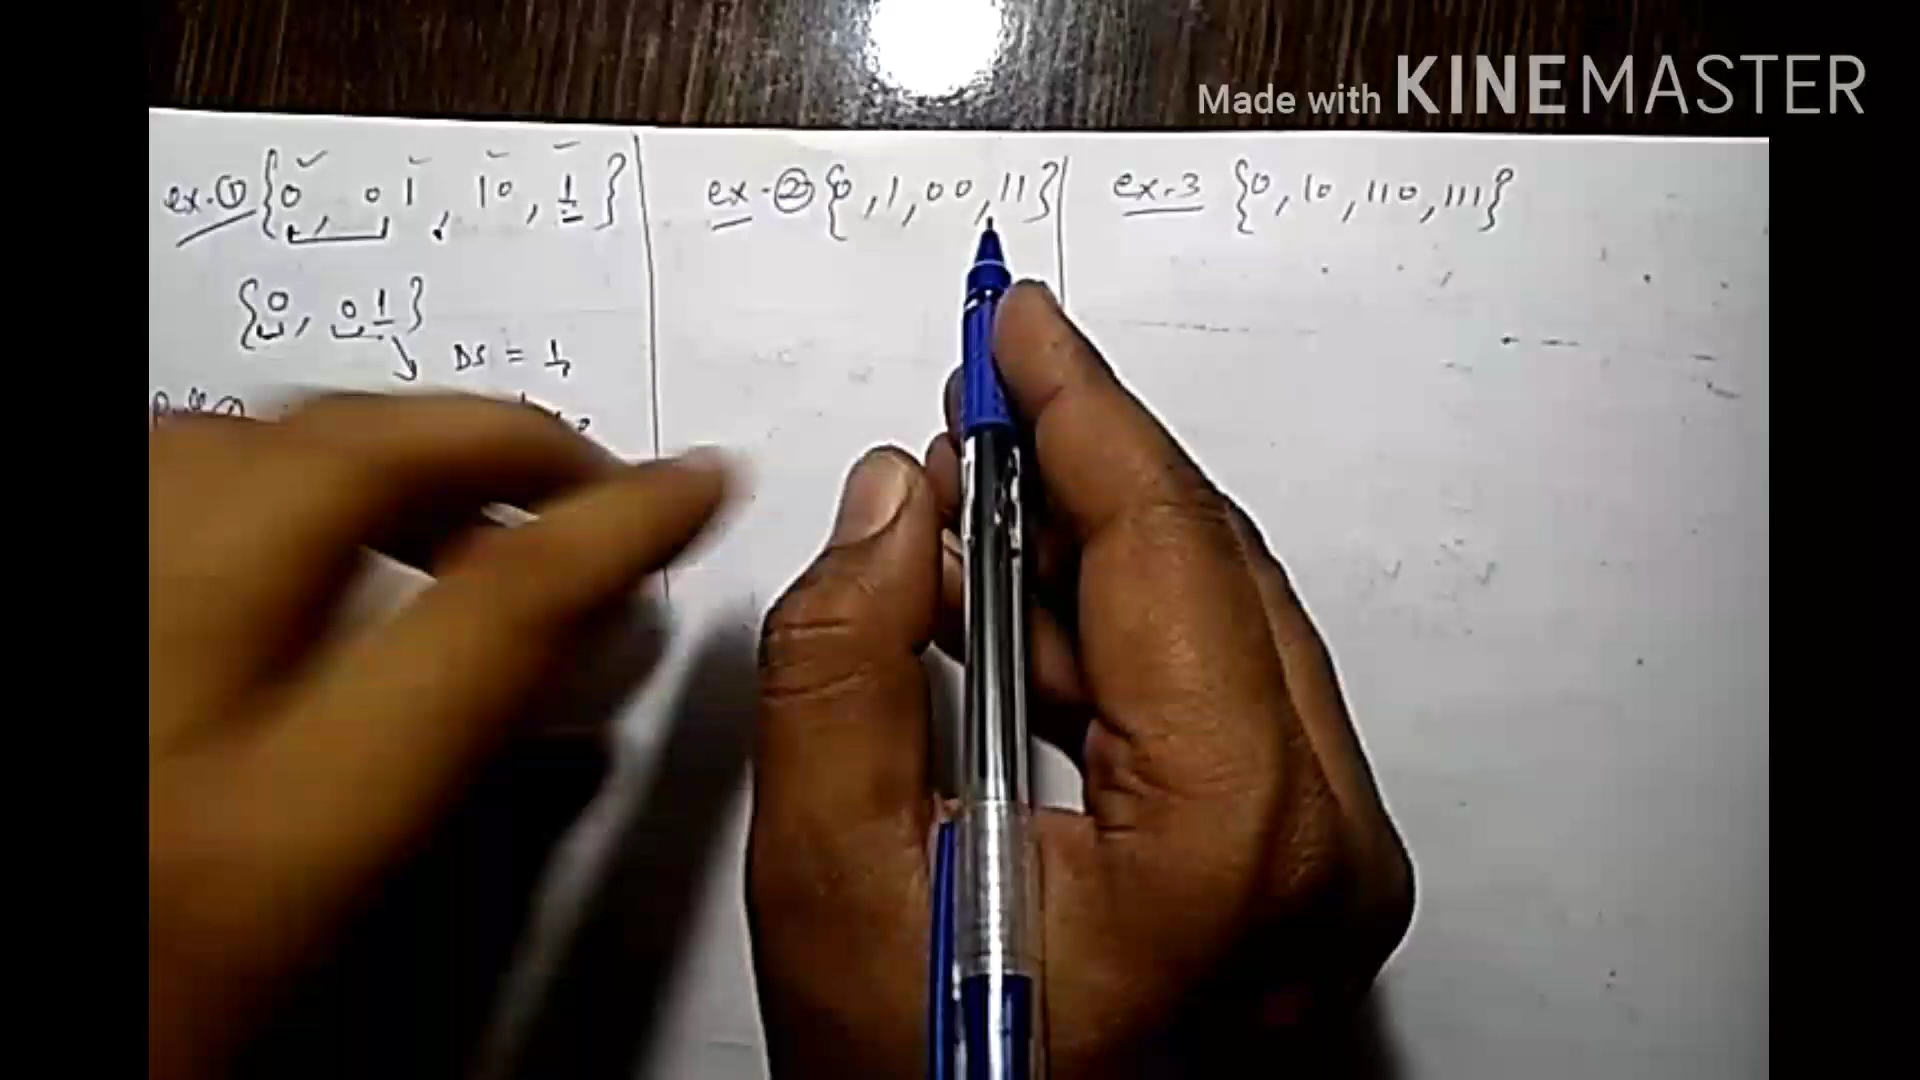 Made with KINEMASTER
ex.① {0, 01, 10, 1}
{0, 01}
DS = 1
ex-② {0, 1, 00, 11}
ex.3 {0, 10, 110, 111}